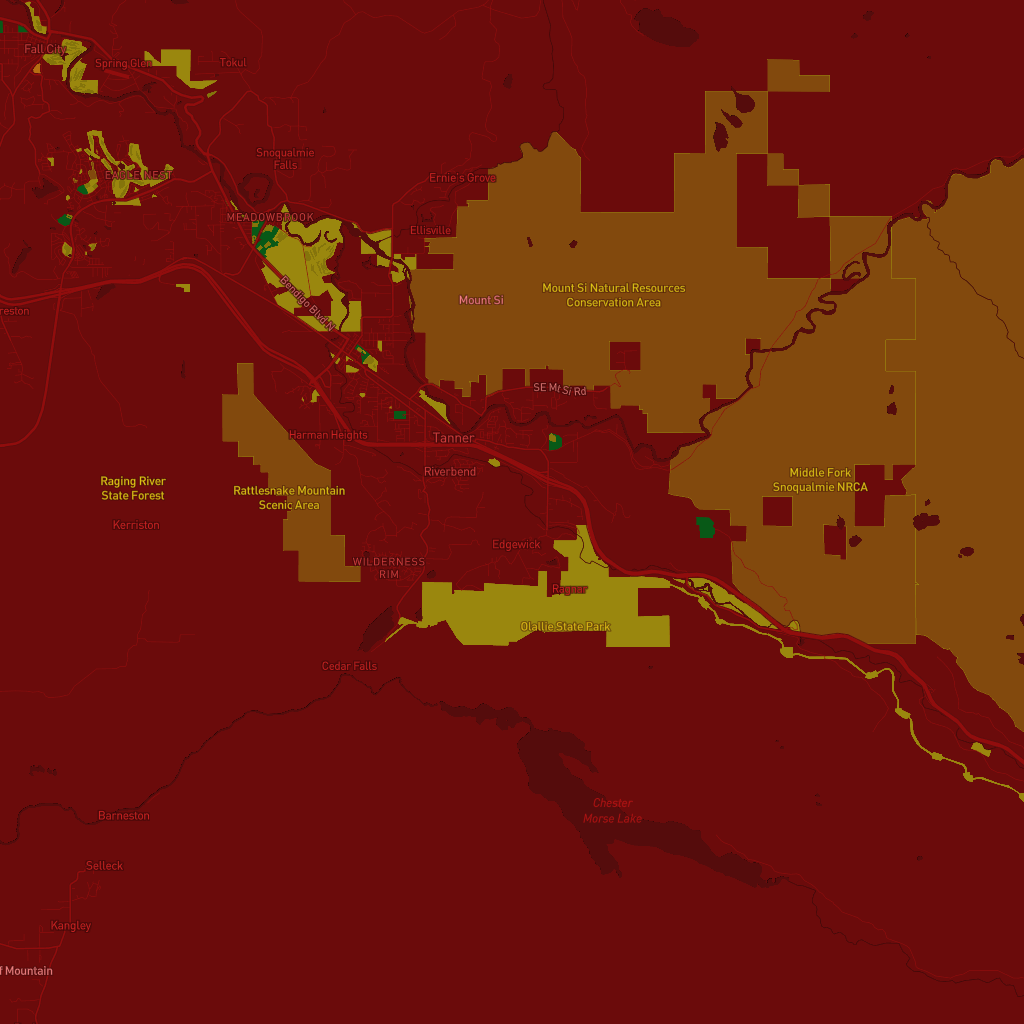 Fall City
Spring Glen
Tokul
Snoqualmie
Falls
EAGLE NEST
Ernie's Grove
MEADOWBROOK
Ellisville
Bendigo Blvd N
Mount Si
Mount Si Natural Resources
Conservation Area
reston
SE Mt Si Rd
Harman Heights
Tanner
Riverbend
Raging River
State Forest
Rattlesnake Mountain
Scenic Area
Middle Fork
Snoqualmie NRCA
Kerriston
Edgewick
WILDERNESS
RIM
Ragnar
Olallie State Park
Cedar Falls
Chester
Morse Lake
Barneston
Selleck
Kangley
f Mountain